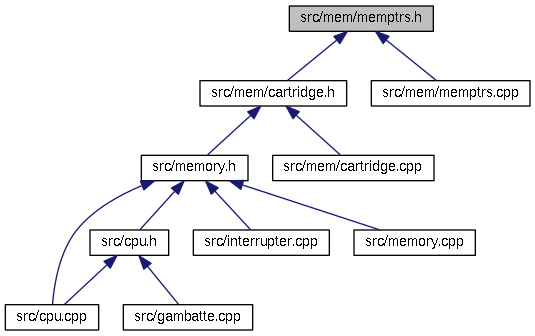 src/mem/memptrs.h
src/mem/cartridge.h
src/mem/memptrs.cpp
src/memory.h
src/mem/cartridge.cpp
src/cpu.h
src/interrupter.cpp
src/memory.cpp
src/cpu.cpp
src/gambatte.cpp